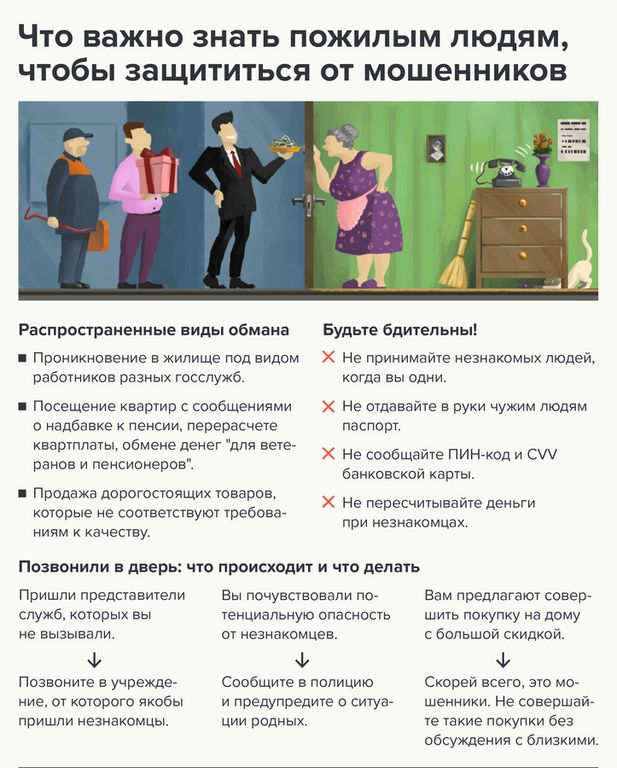 Что важно знать пожилым людям,
чтобы защититься от мошенников
Распространенные виды обмана
Проникновение в жилище под видом
работников разных госслужб.
Посещение квартир с сообщениями
о надбавке к пенсии, перерасчете
квартплаты, обмене денег "для вете-
ранов и пенсионеров".
Продажа дорогостоящих товаров,
которые не соответствуют требова-
ниям к качеству.
Будьте бдительны!
Не принимайте незнакомых людей,
когда вы одни.
Не отдавайте в руки чужим людям
паспорт.
Не сообщайте ПИН-код и CVV
банковской карты.
Не пересчитывайте деньги
при незнакомцах.
Позвонили в дверь: что происходит и что делать
Пришли представители
служб, которых вы
не вызывали.
Позвоните в учрежде-
ние, от которого якобы
пришли незнакомцы.
Вы почувствовали по-
тенциальную опасность
от незнакомцев.
Сообщите в полицию
и предупредите о ситуа-
ции родных.
Вам предлагают совер-
шить покупку на дому
с большой скидкой.
Скорей всего, это мо-
шенники. Не совершай-
те такие покупки без
обсуждения с близкими.